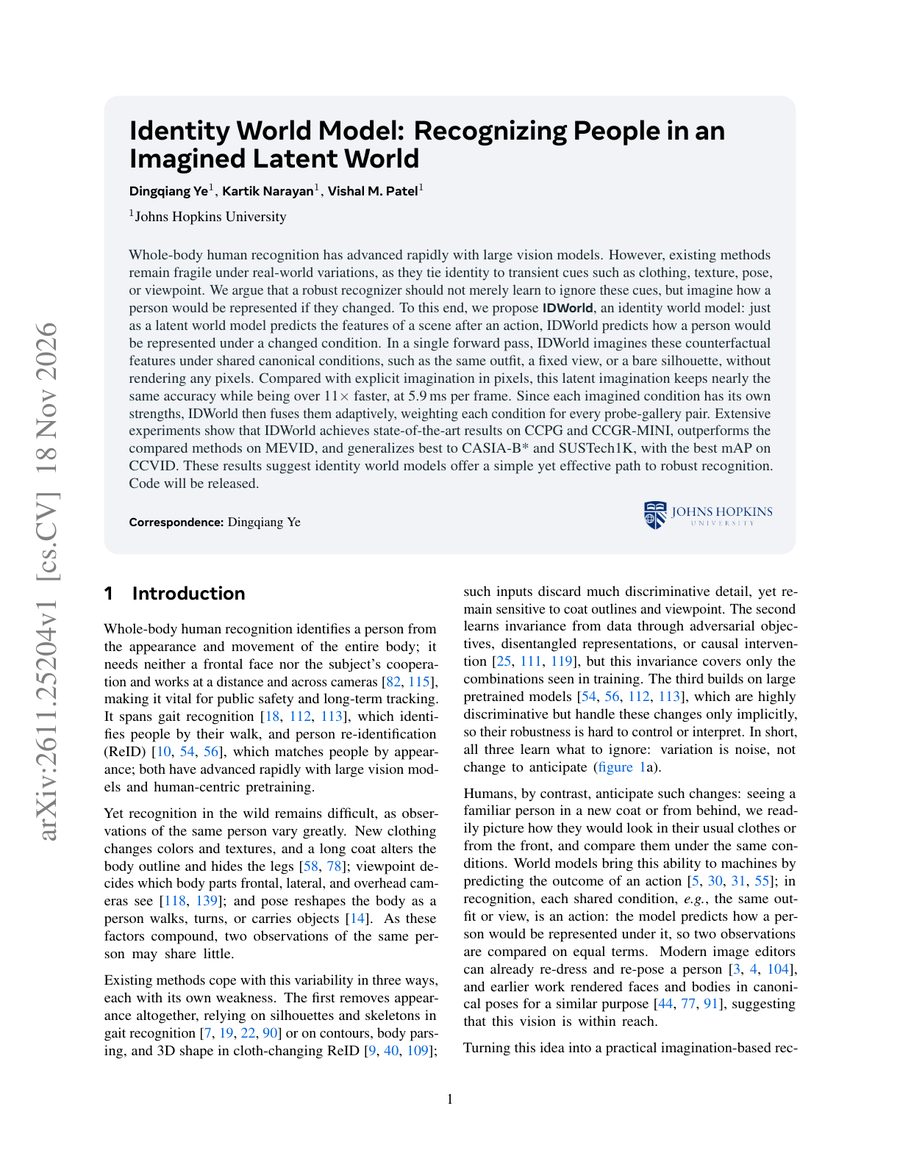 arXiv:2611.25204v1 [cs.CV] 18 Nov 2026
Identity World Model: Recognizing People in an
Imagined Latent World
Dingqiang Ye1, Kartik Narayan1, Vishal M. Patel1
1Johns Hopkins University
Whole-body human recognition has advanced rapidly with large vision models. However, existing methods
remain fragile under real-world variations, as they tie identity to transient cues such as clothing, texture, pose,
or viewpoint. We argue that a robust recognizer should not merely learn to ignore these cues, but imagine how a
person would be represented if they changed. To this end, we propose IDWorld, an identity world model: just
as a latent world model predicts the features of a scene after an action, IDWorld predicts how a person would
be represented under a changed condition. In a single forward pass, IDWorld imagines these counterfactual
features under shared canonical conditions, such as the same outfit, a fixed view, or a bare silhouette, without
rendering any pixels. Compared with explicit imagination in pixels, this latent imagination keeps nearly the
same accuracy while being over 11× faster, at 5.9 ms per frame. Since each imagined condition has its own
strengths, IDWorld then fuses them adaptively, weighting each condition for every probe-gallery pair. Extensive
experiments show that IDWorld achieves state-of-the-art results on CCPG and CCGR-MINI, outperforms the
compared methods on MEVID, and generalizes best to CASIA-B* and SUSTech1K, with the best mAP on
CCVID. These results suggest identity world models offer a simple yet effective path to robust recognition.
Code will be released.
Correspondence: Dingqiang Ye
JOHNS HOPKINS
UNIVERSITY
1 Introduction
Whole-body human recognition identifies a person from
the appearance and movement of the entire body; it
needs neither a frontal face nor the subject's coopera-
tion and works at a distance and across cameras [82, 115],
making it vital for public safety and long-term tracking.
It spans gait recognition [18, 112, 113], which identi-
fies people by their walk, and person re-identification
(ReID) [10, 54, 56], which matches people by appear-
ance; both have advanced rapidly with large vision mod-
els and human-centric pretraining.
Yet recognition in the wild remains difficult, as obser-
vations of the same person vary greatly. New clothing
changes colors and textures, and a long coat alters the
body outline and hides the legs [58, 78]; viewpoint de-
cides which body parts frontal, lateral, and overhead cam-
eras see [118, 139]; and pose reshapes the body as a
person walks, turns, or carries objects [14]. As these
factors compound, two observations of the same per-
son may share little.
Existing methods cope with this variability in three ways,
each with its own weakness. The first removes appear-
ance altogether, relying on silhouettes and skeletons in
gait recognition [7, 19, 22, 90] or on contours, body pars-
ing, and 3D shape in cloth-changing ReID [9, 40, 109];
such inputs discard much discriminative detail, yet re-
main sensitive to coat outlines and viewpoint. The second
learns invariance from data through adversarial objec-
tives, disentangled representations, or causal interven-
tion [25, 111, 119], but this invariance covers only the
combinations seen in training. The third builds on large
pretrained models [54, 56, 112, 113], which are highly
discriminative but handle these changes only implicitly,
so their robustness is hard to control or interpret. In short,
all three learn what to ignore: variation is noise, not
change to anticipate (figure 1a).
Humans, by contrast, anticipate such changes: seeing a
familiar person in a new coat or from behind, we read-
ily picture how they would look in their usual clothes or
from the front, and compare them under the same con-
ditions. World models bring this ability to machines by
predicting the outcome of an action [5, 30, 31, 55]; in
recognition, each shared condition, e.g., the same out-
fit or view, is an action: the model predicts how a per-
son would be represented under it, so two observations
are compared on equal terms. Modern image editors
can already re-dress and re-pose a person [3, 4, 104],
and earlier work rendered faces and bodies in canoni-
cal poses for a similar purpose [44, 77, 91], suggesting
that this vision is within reach.
Turning this idea into a practical imagination-based rec-
1